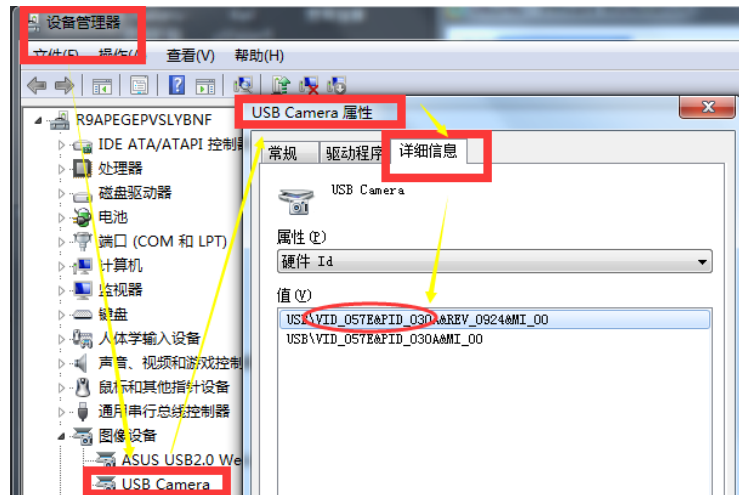 设备管理器
文件(F) 操作(A) 查看(V) 帮助(H)
R9APEGEPVSLYBNF
IDE ATA/ATAPI 控制
处理器
磁盘驱动器
电池
端口 (COM 和 LPT)
计算机
监视器
键盘
人体学输入设备
声音、视频和游戏控制
鼠标和其他指针设备
通用串行总线控制器
图像设备
ASUS USB2.0 We
USB Camera
USB Camera 属性
常规 驱动程序 详细信息
USB Camera
属性(P)
硬件 Id
值(V)
USB\VID_057E&PID_030A&REV_0924&MI_00
USB\VID_057E&PID_030A&MI_00